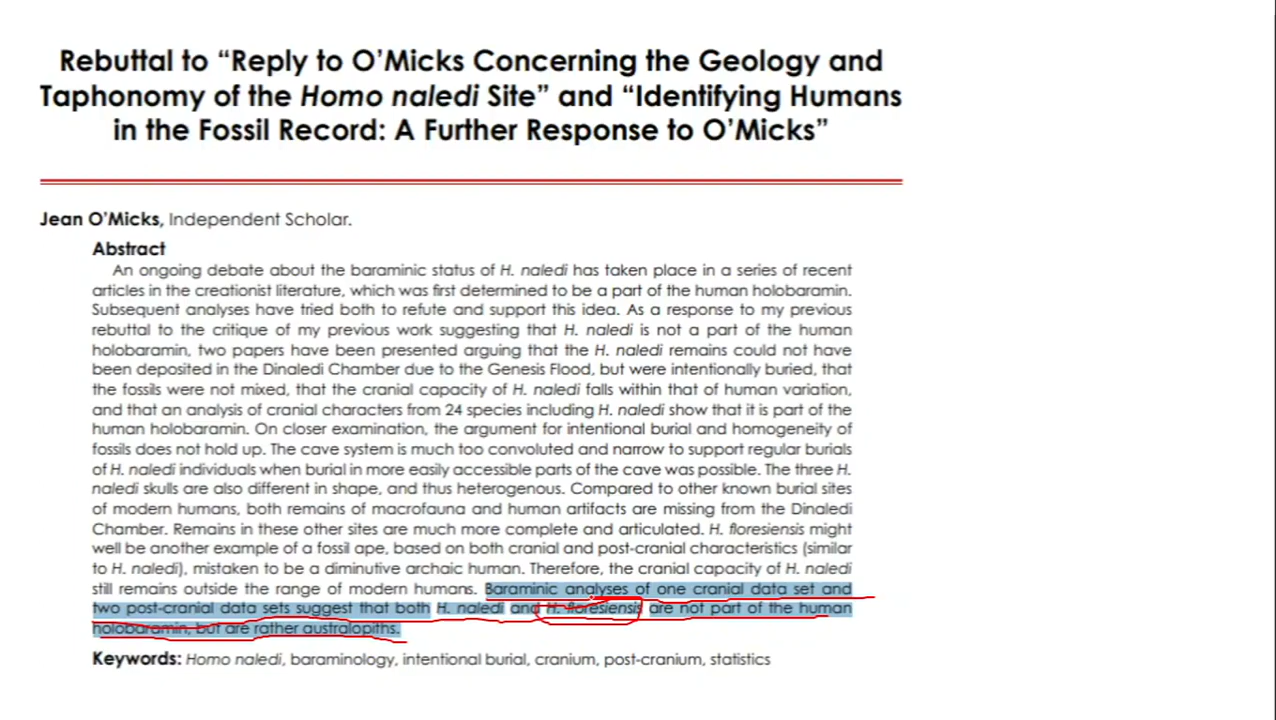 Rebuttal to “Reply to O’Micks Concerning the Geology and
Taphonomy of the Homo naledi Site” and “Identifying Humans
in the Fossil Record: A Further Response to O’Micks”
Jean O’Micks, Independent Scholar.
Abstract
An ongoing debate about the baraminic status of H. naledi has taken place in a series of recent
articles in the creationist literature, which was first determined to be a part of the human holobaramin.
Subsequent analyses have tried both to refute and support this idea. As a response to my previous
rebuttal to the critique of my previous work suggesting that H. naledi is not a part of the human
holobaramin, two papers have been presented arguing that the H. naledi remains could not have
been deposited in the Dinaledi Chamber due to the Genesis Flood, but were intentionally buried, that
the fossils were not mixed, that the cranial capacity of H. naledi falls within that of human variation,
and that an analysis of cranial characters from 24 species including H. naledi show that it is part of the
human holobaramin. On closer examination, the argument for intentional burial and homogeneity of
fossils does not hold up. The cave system is much too convoluted and narrow to support regular burials
of H. naledi individuals when burial in more easily accessible parts of the cave was possible. The three H.
naledi skulls are also different in shape, and thus heterogenous. Compared to other known burial sites
of modern humans, both remains of macrofauna and human artifacts are missing from the Dinaledi
Chamber. Remains in these other sites are much more complete and articulated. H. floresiensis might
well be another example of a fossil ape, based on both cranial and post-cranial characteristics (similar
to H. naledi), mistaken to be a diminutive archaic human. Therefore, the cranial capacity of H. naledi
still remains outside the range of modern humans. Baraminic analyses of one cranial data set and
two post-cranial data sets suggest that both H. naledi and H. floresiensis are not part of the human
holobaramin, but are rather australopiths.
Keywords: Homo naledi, baraminology, intentional burial, cranium, post-cranium, statistics